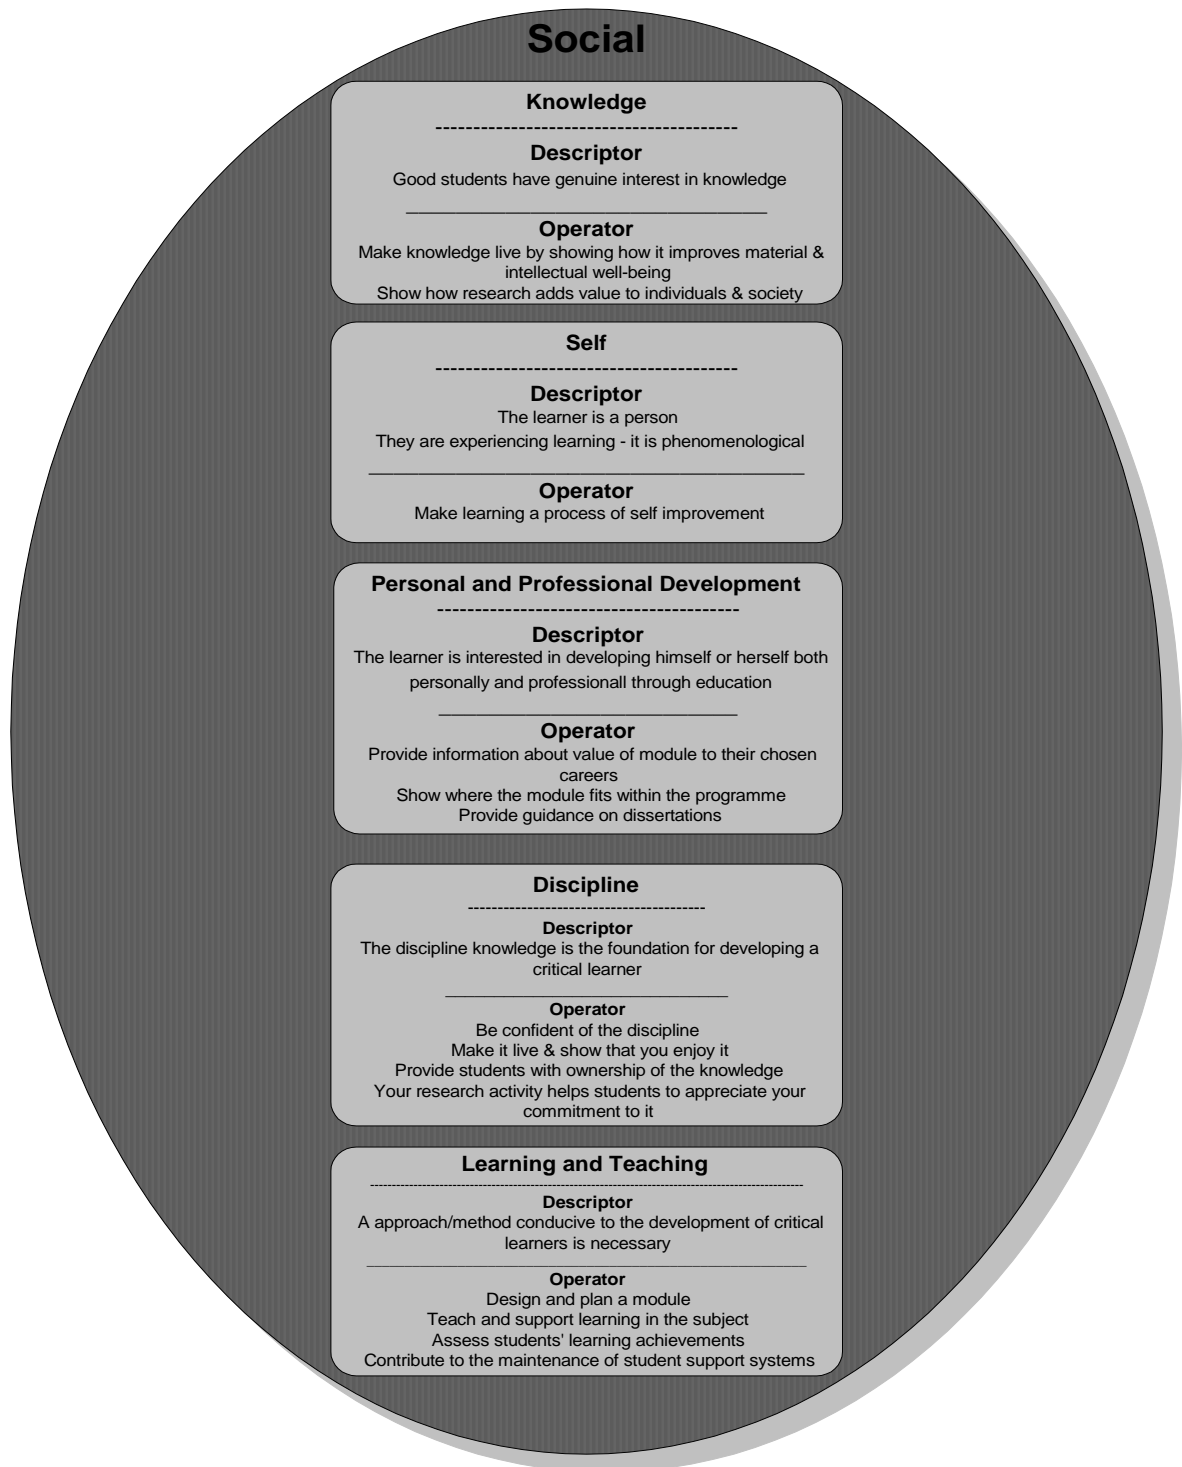 Social
Knowledge
----------------------------------------
Descriptor
Good students have genuine interest in knowledge
Operator
Make knowledge live by showing how it improves material &
intellectual well-being
Show how research adds value to individuals & society
Self
----------------------------------------
Descriptor
The learner is a person
They are experiencing learning - it is phenomenological
Operator
Make learning a process of self improvement
Personal and Professional Development
----------------------------------------
Descriptor
The learner is interested in developing himself or herself both
personally and professionall through education
Operator
Provide information about value of module to their chosen
careers
Show where the module fits within the programme
Provide guidance on dissertations
Discipline
----------------------------------------
Descriptor
The discipline knowledge is the foundation for developing a
critical learner
Operator
Be confident of the discipline
Make it live & show that you enjoy it
Provide students with ownership of the knowledge
Your research activity helps students to appreciate your
commitment to it
Learning and Teaching
----------------------------------------
Descriptor
A approach/method conducive to the development of critical
learners is necessary
Operator
Design and plan a module
Teach and support learning in the subject
Assess students' learning achievements
Contribute to the maintenance of student support systems